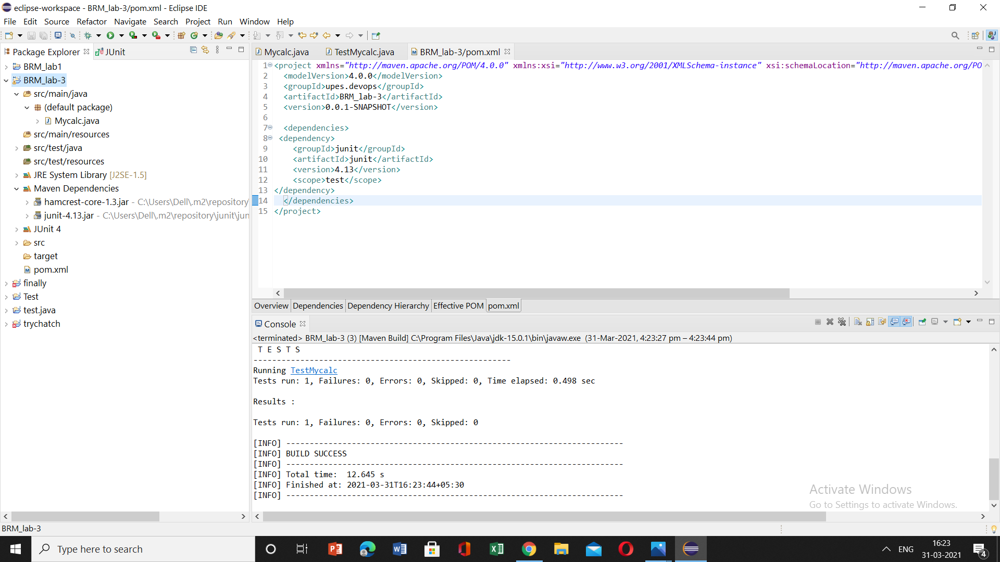 eclipse-workspace - BRM_lab-3/pom.xml - Eclipse IDE
File Edit Source Refactor Navigate Search Project Run Window Help
Package Explorer
JUnit
BRM_lab1
BRM_lab-3
src/main/java
(default package)
Mycalc.java
src/main/resources
src/test/java
src/test/resources
JRE System Library [J2SE-1.5]
Maven Dependencies
hamcrest-core-1.3.jar - C:\Users\Dell\.m2\repository
junit-4.13.jar - C:\Users\Dell\.m2\repository\junit\jun
JUnit 4
src
target
pom.xml
finally
Test
test.java
trychatch
Mycalc.java TestMycalc.java BRM_lab-3/pom.xml
1 <project xmlns="http://maven.apache.org/POM/4.0.0" xmlns:xsi="http://www.w3.org/2001/XMLSchema-instance" xsi:schemaLocation="http://maven.apache.org/PO
2 <modelVersion>4.0.0</modelVersion>
3 <groupId>upes.devops</groupId>
4 <artifactId>BRM_lab-3</artifactId>
5 <version>0.0.1-SNAPSHOT</version>
6
7 <dependencies>
8 <dependency>
9 <groupId>junit</groupId>
10 <artifactId>junit</artifactId>
11 <version>4.13</version>
12 <scope>test</scope>
13 </dependency>
14 </dependencies>
15 </project>
Overview Dependencies Dependency Hierarchy Effective POM pom.xml
Console
<terminated> BRM_lab-3 (3) [Maven Build] C:\Program Files\Java\jdk-15.0.1\bin\javaw.exe (31-Mar-2021, 4:23:27 pm – 4:23:44 pm)
T E S T S
-------------------------------------------------------
Running TestMycalc
Tests run: 1, Failures: 0, Errors: 0, Skipped: 0, Time elapsed: 0.498 sec
Results :
Tests run: 1, Failures: 0, Errors: 0, Skipped: 0
[INFO] ------------------------------------------------------------------------
[INFO] BUILD SUCCESS
[INFO] ------------------------------------------------------------------------
[INFO] Total time:  12.645 s
[INFO] Finished at: 2021-03-31T16:23:44+05:30
[INFO] ------------------------------------------------------------------------
Activate Windows
Go to Settings to activate Windows.
BRM_lab-3
Type here to search
ENG
16:23
31-03-2021
4